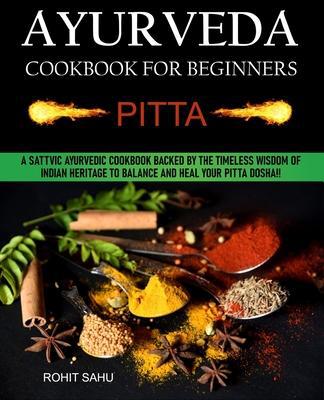 AYURVEDA
COOKBOOK FOR BEGINNERS
PITTA
A SATTVIC AYURVEDIC COOKBOOK BACKED BY THE TIMELESS WISDOM OF
INDIAN HERITAGE TO BALANCE AND HEAL YOUR PITTA DOSHA!!
ROHIT SAHU